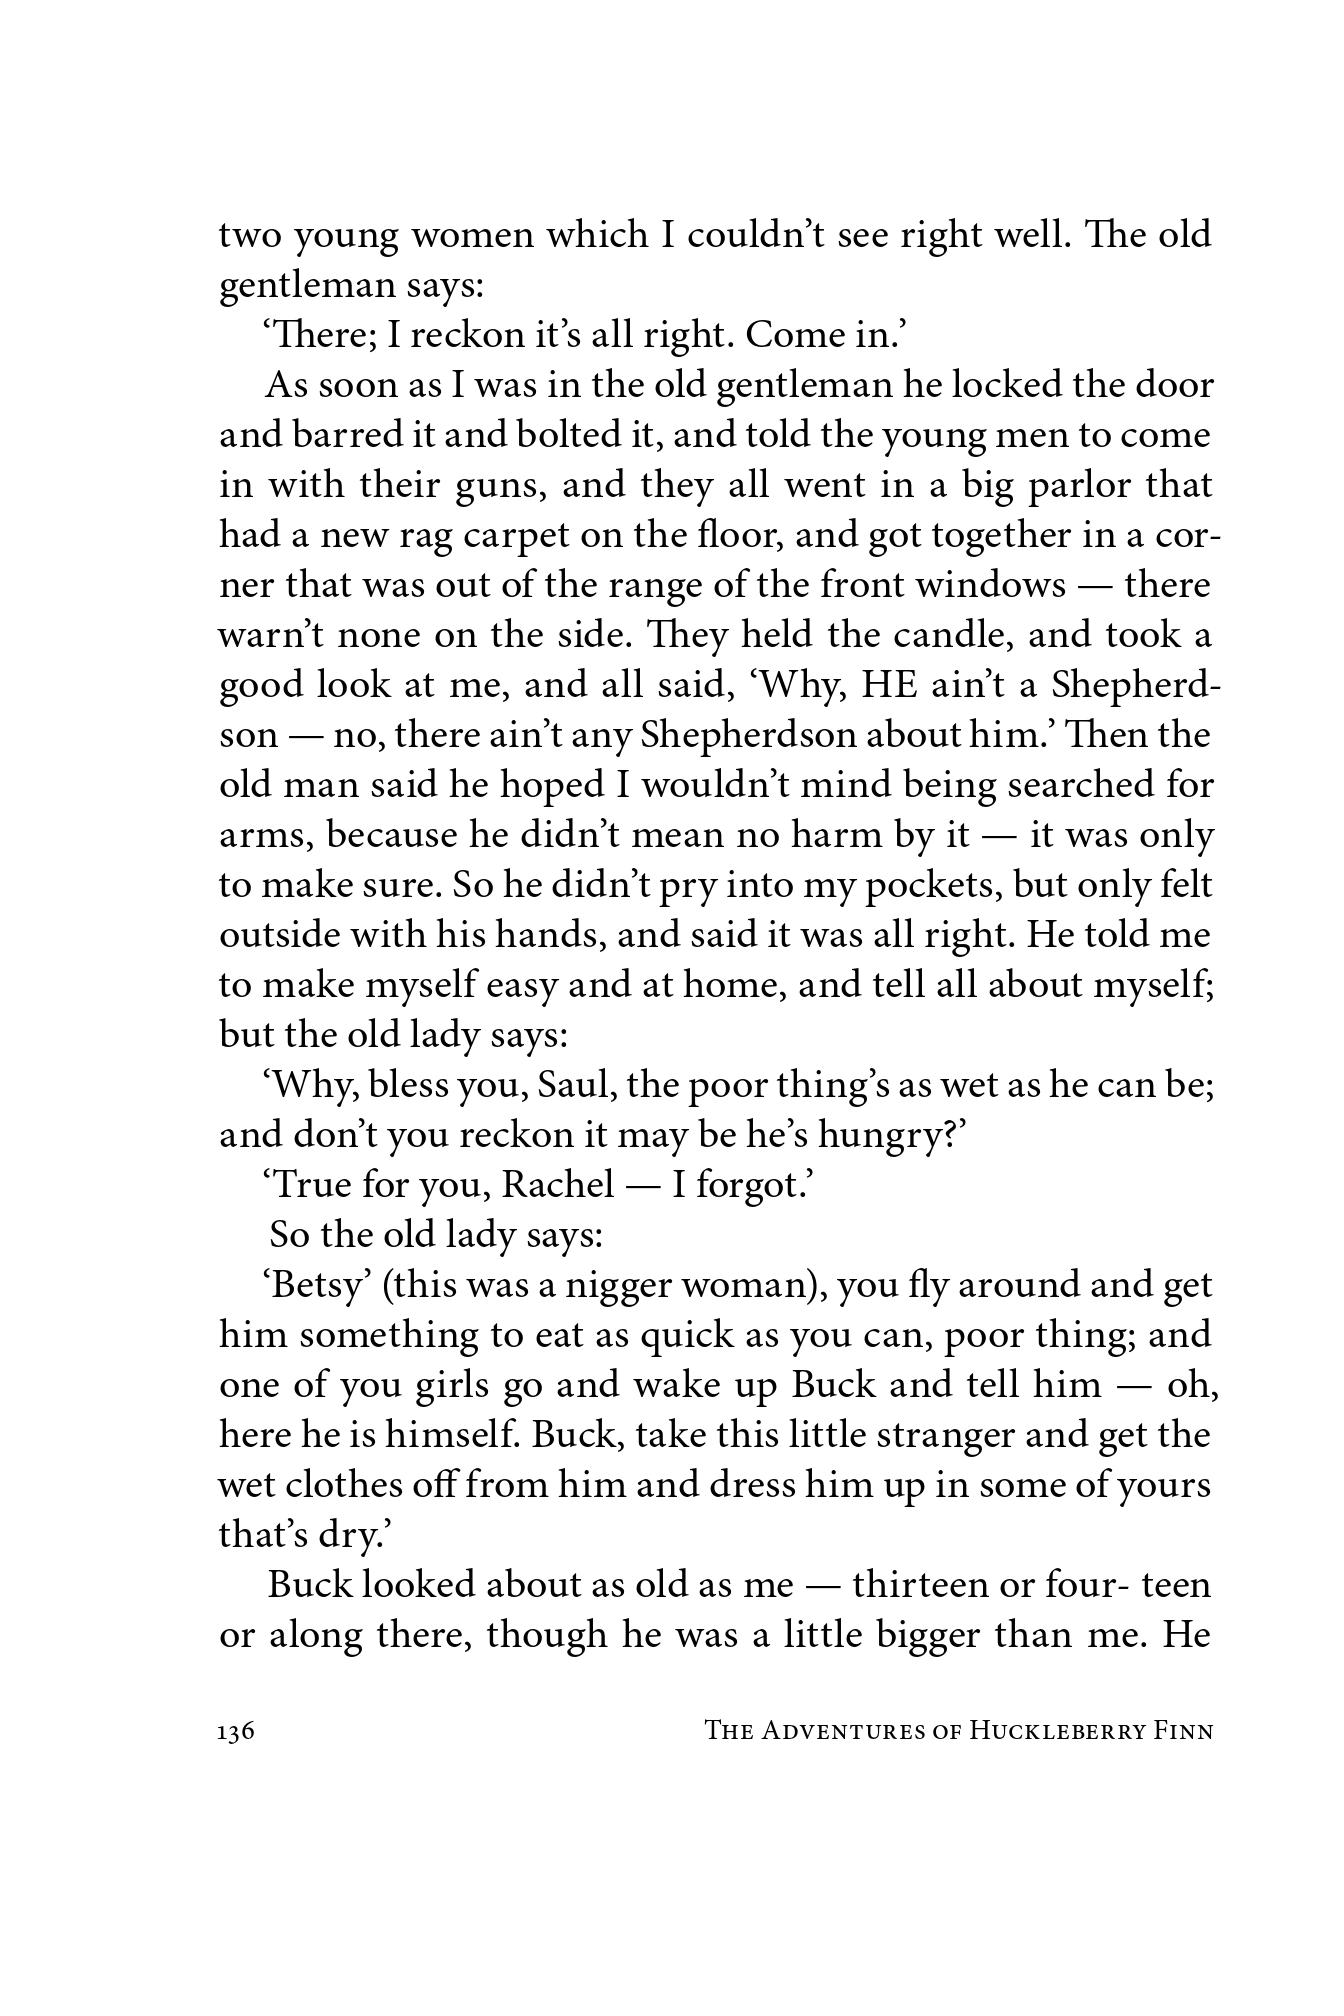 two young women which I couldn’t see right well. The old
gentleman says:
‘There; I reckon it’s all right. Come in.’
As soon as I was in the old gentleman he locked the door
and barred it and bolted it, and told the young men to come
in with their guns, and they all went in a big parlor that
had a new rag carpet on the floor, and got together in a cor-
ner that was out of the range of the front windows — there
warn’t none on the side. They held the candle, and took a
good look at me, and all said, ‘Why, HE ain’t a Shepherd-
son — no, there ain’t any Shepherdson about him.’ Then the
old man said he hoped I wouldn’t mind being searched for
arms, because he didn’t mean no harm by it — it was only
to make sure. So he didn’t pry into my pockets, but only felt
outside with his hands, and said it was all right. He told me
to make myself easy and at home, and tell all about myself;
but the old lady says:
‘Why, bless you, Saul, the poor thing’s as wet as he can be;
and don’t you reckon it may be he’s hungry?’
‘True for you, Rachel — I forgot.’
So the old lady says:
‘Betsy’ (this was a nigger woman), you fly around and get
him something to eat as quick as you can, poor thing; and
one of you girls go and wake up Buck and tell him — oh,
here he is himself. Buck, take this little stranger and get the
wet clothes off from him and dress him up in some of yours
that’s dry.’
Buck looked about as old as me — thirteen or four- teen
or along there, though he was a little bigger than me. He
136 The Adventures of Huckleberry Finn